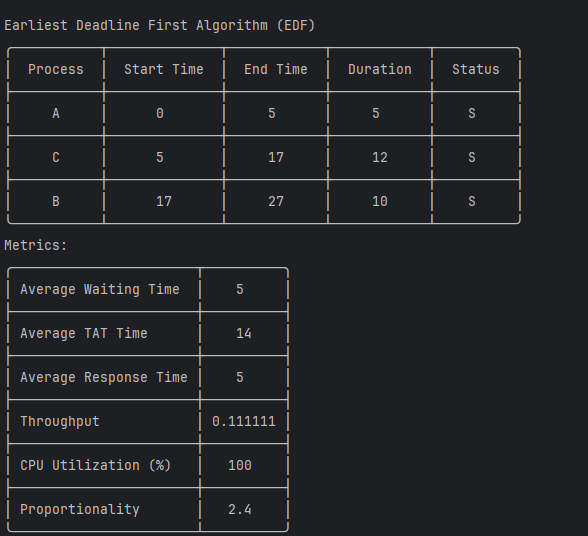 Earliest Deadline First Algorithm (EDF)
Process Start Time End Time Duration Status
A 0 5 5 S
C 5 17 12 S
B 17 27 10 S
Metrics:
Average Waiting Time 5
Average TAT Time 14
Average Response Time 5
Throughput 0.111111
CPU Utilization (%) 100
Proportionality 2.4